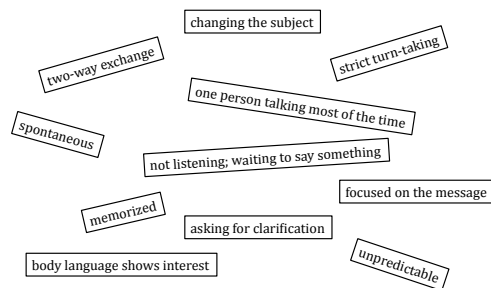 changing the subject
two-way exchange
strict turn-taking
one person talking most of the time
spontaneous
not listening; waiting to say something
focused on the message
memorized
asking for clarification
body language shows interest
unpredictable